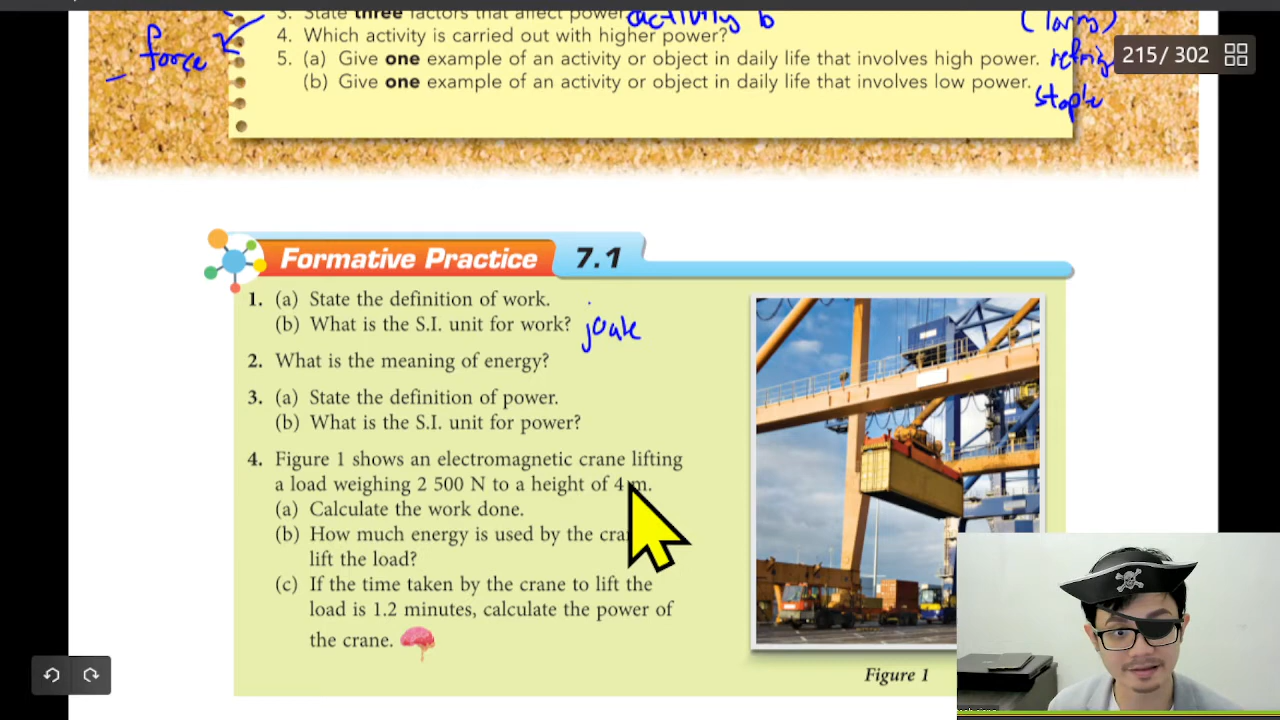 3. State three factors that affect power. activity b
(lorry)
4. Which activity is carried out with higher power?
force
5. (a) Give one example of an activity or object in daily life that involves high power.
215/ 302
(b) Give one example of an activity or object in daily life that involves low power.
Formative Practice 7.1
1. (a) State the definition of work.
(b) What is the S.I. unit for work? joule
2. What is the meaning of energy?
3. (a) State the definition of power.
(b) What is the S.I. unit for power?
4. Figure 1 shows an electromagnetic crane lifting
a load weighing 2 500 N to a height of 4 m.
(a) Calculate the work done.
(b) How much energy is used by the
lift the load?
(c) If the time taken by the crane to lift the
load is 1.2 minutes, calculate the power of
the crane.
Figure 1